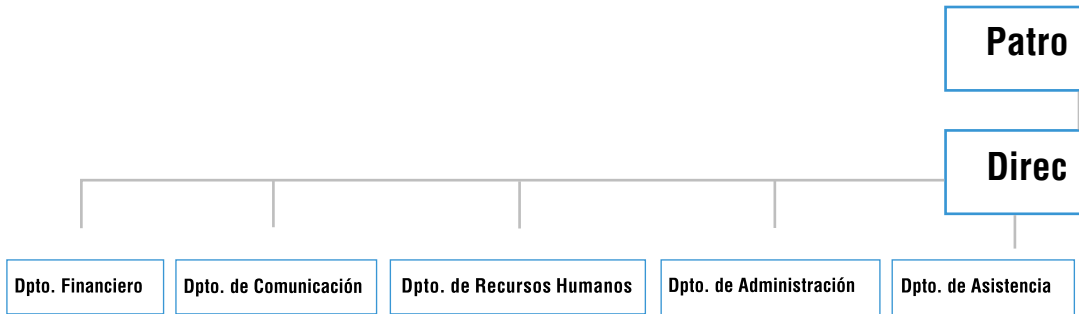 Patro
Direc
Dpto. Financiero
Dpto. de Comunicación
Dpto. de Recursos Humanos
Dpto. de Administración
Dpto. de Asistencia